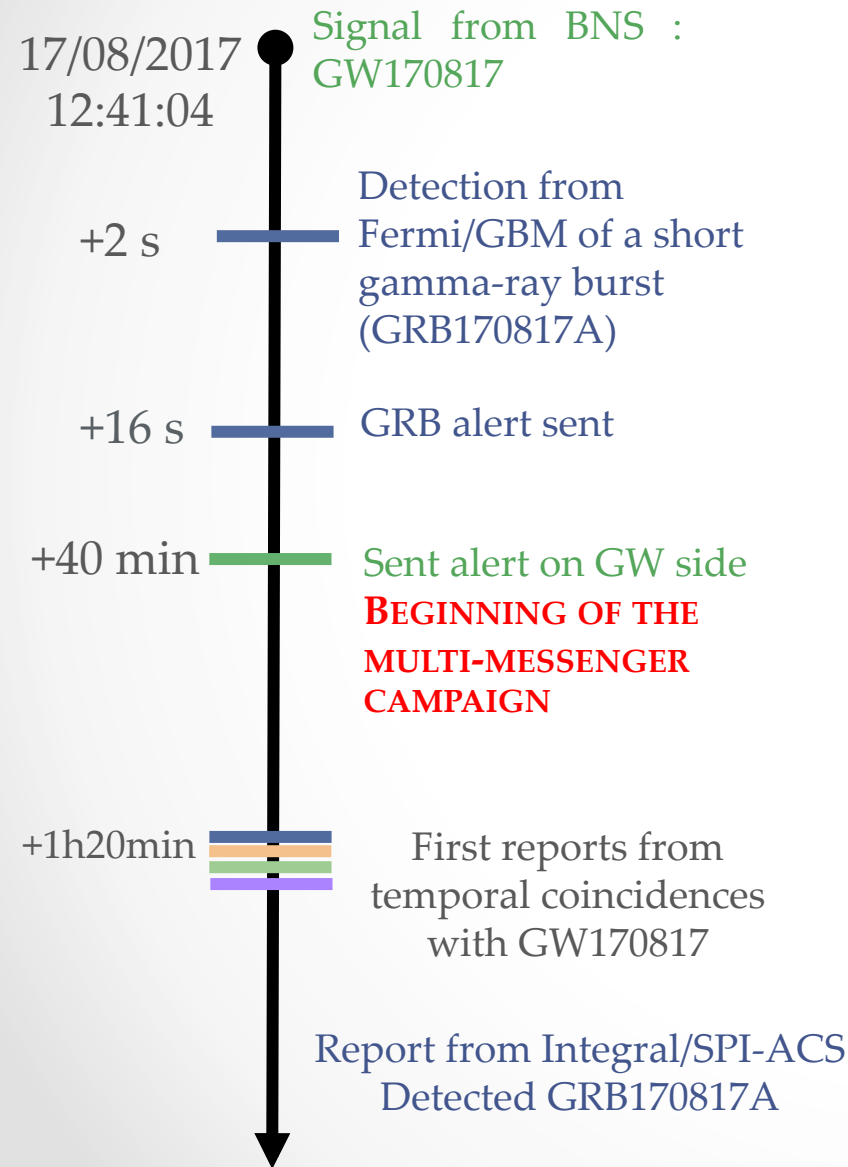 17/08/2017
12:41:04
Signal from BNS :
GW170817
+2 s
Detection from
Fermi/GBM of a short
gamma-ray burst
(GRB170817A)
+16 s
GRB alert sent
+40 min
Sent alert on GW side
BEGINNING OF THE
MULTI-MESSENGER
CAMPAIGN
+1h20min
First reports from
temporal coincidences
with GW170817
Report from Integral/SPI-ACS
Detected GRB170817A